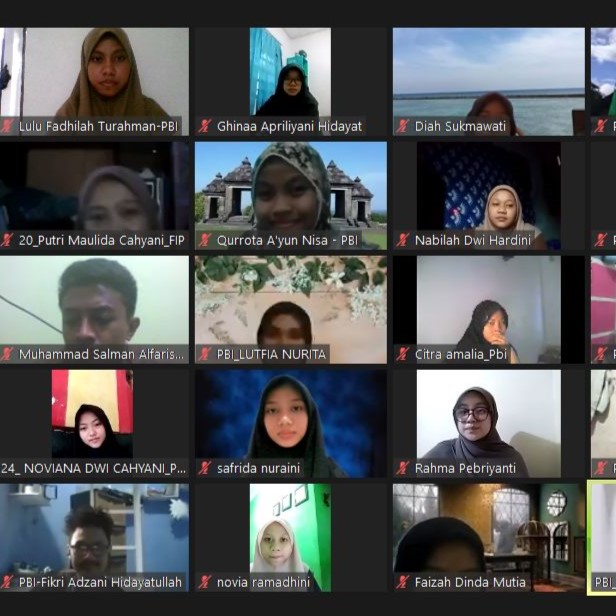 Lulu Fadhilah Turahman-PBI
Ghinaa Apriliyani Hidayat
Diah Sukmawati
20_Putri Maulida Cahyani_FIP
Qurrota A'yun Nisa - PBI
Nabilah Dwi Hardini
Muhammad Salman Alfaris...
PBI_LUTFIA NURITA
Citra amalia_Pbi
24_ NOVIANA DWI CAHYANI_P...
safrida nuraini
Rahma Pebriyanti
PBI-Fikri Adzani Hidayatullah
novia ramadhini
Faizah Dinda Mutia
PBI_